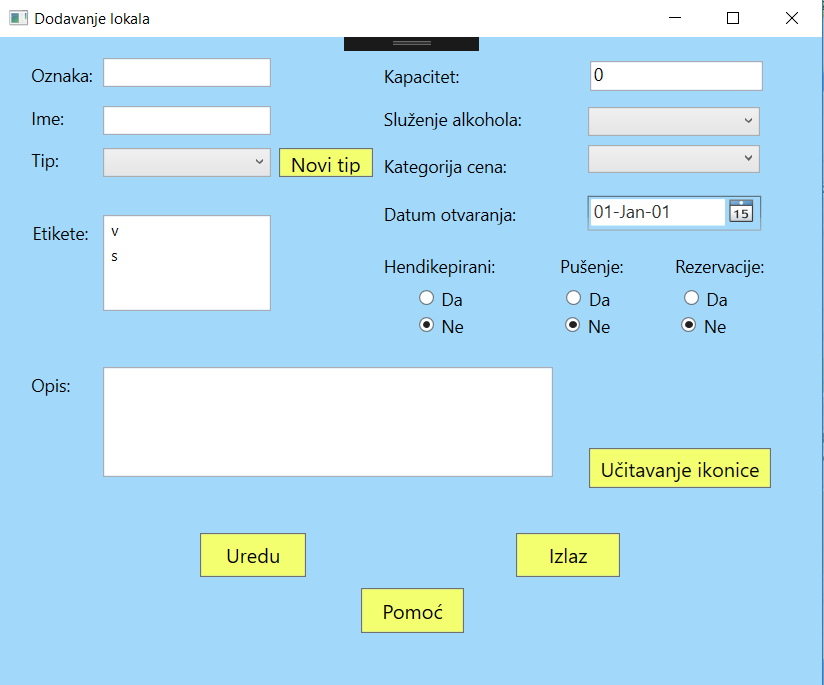 Dodavanje lokala
Oznaka:
Kapacitet:
0
Ime:
Služenje alkohola:
Tip:
Novi tip
Kategorija cena:
Datum otvaranja:
01-Jan-01
15
Etikete:
v
s
Hendikepirani:
Pušenje:
Rezervacije:
Da
Da
Da
Ne
Ne
Ne
Opis:
Učitavanje ikonice
Uredu
Izlaz
Pomoć